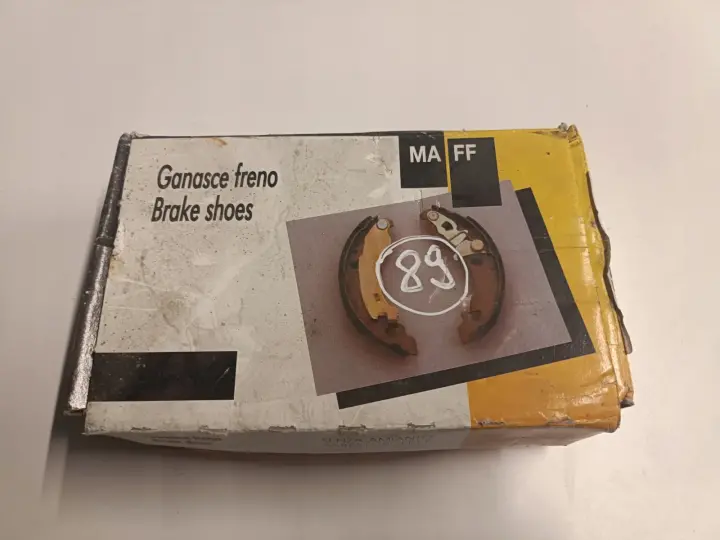 MA FF
Ganasce freno
Brake shoes
89